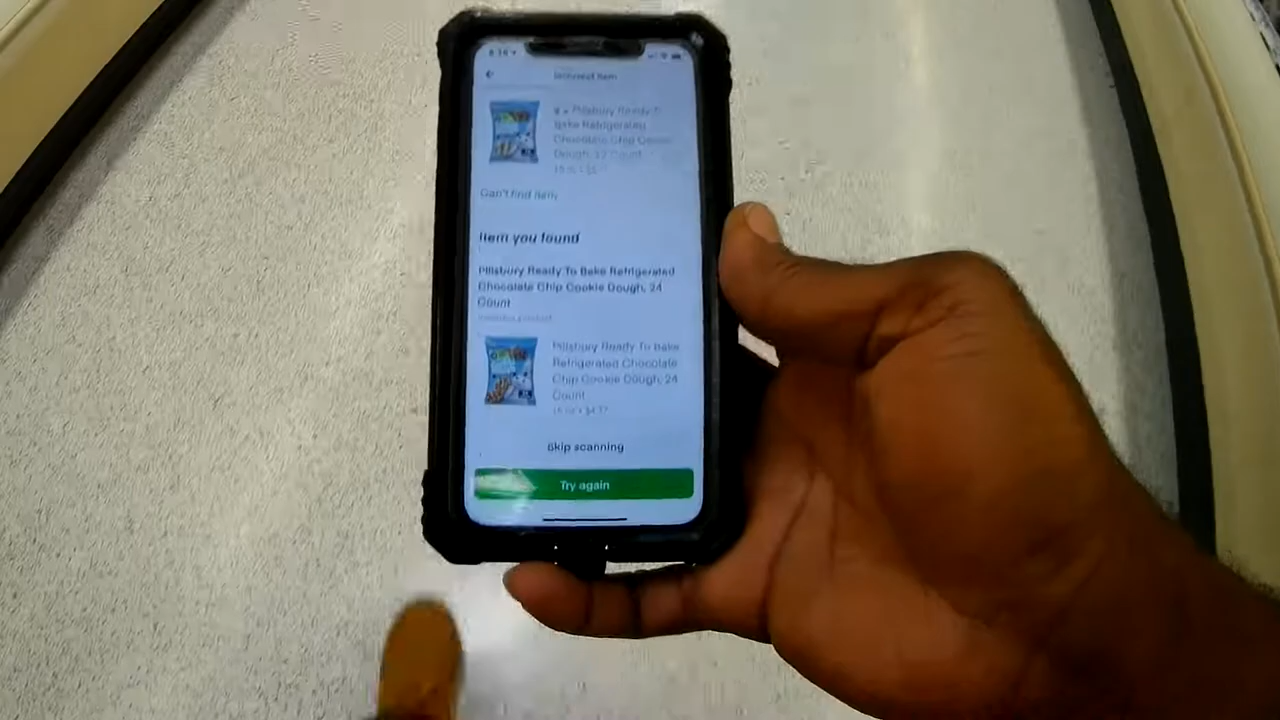 Pillsbury Ready
Bake Refrigerated
Chocolate Chip
Dough, 12 Count
Can't find item
Item you found
Pillsbury Ready To Bake Refrigerated
Chocolate Chip Cookie Dough, 24
Count
Pillsbury Ready To Bake
Refrigerated Chocolate
Chip Cookie Dough, 24
Count
Skip scanning
Try again